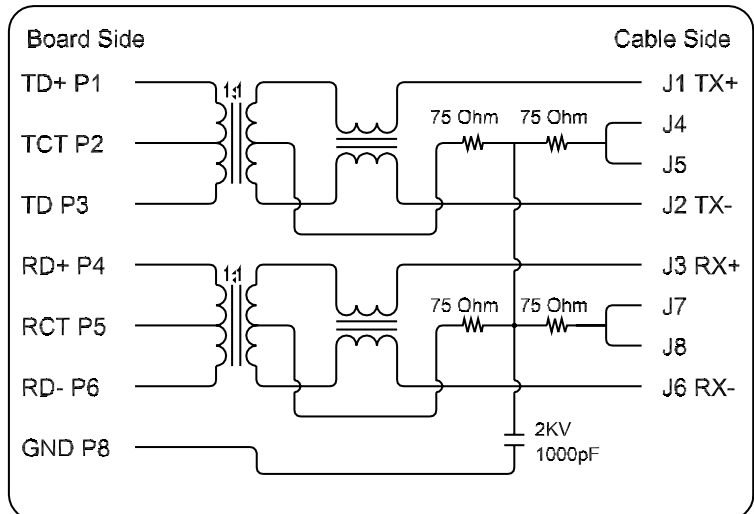 Board Side
Cable Side
TD+ P1
1:1
J1 TX+
75 Ohm
75 Ohm
J4
TCT P2
J5
TD P3
J2 TX-
RD+ P4
1:1
J3 RX+
75 Ohm
75 Ohm
J7
RCT P5
J8
RD- P6
J6 RX-
GND P8
2KV
1000pF